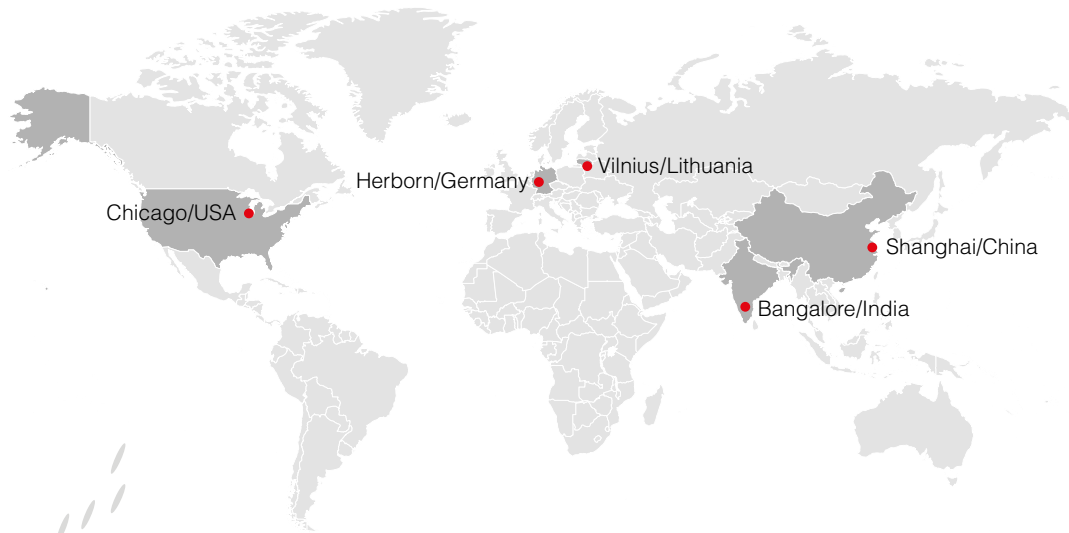 Vilnius/Lithuania
Herborn/Germany
Chicago/USA
Shanghai/China
Bangalore/India